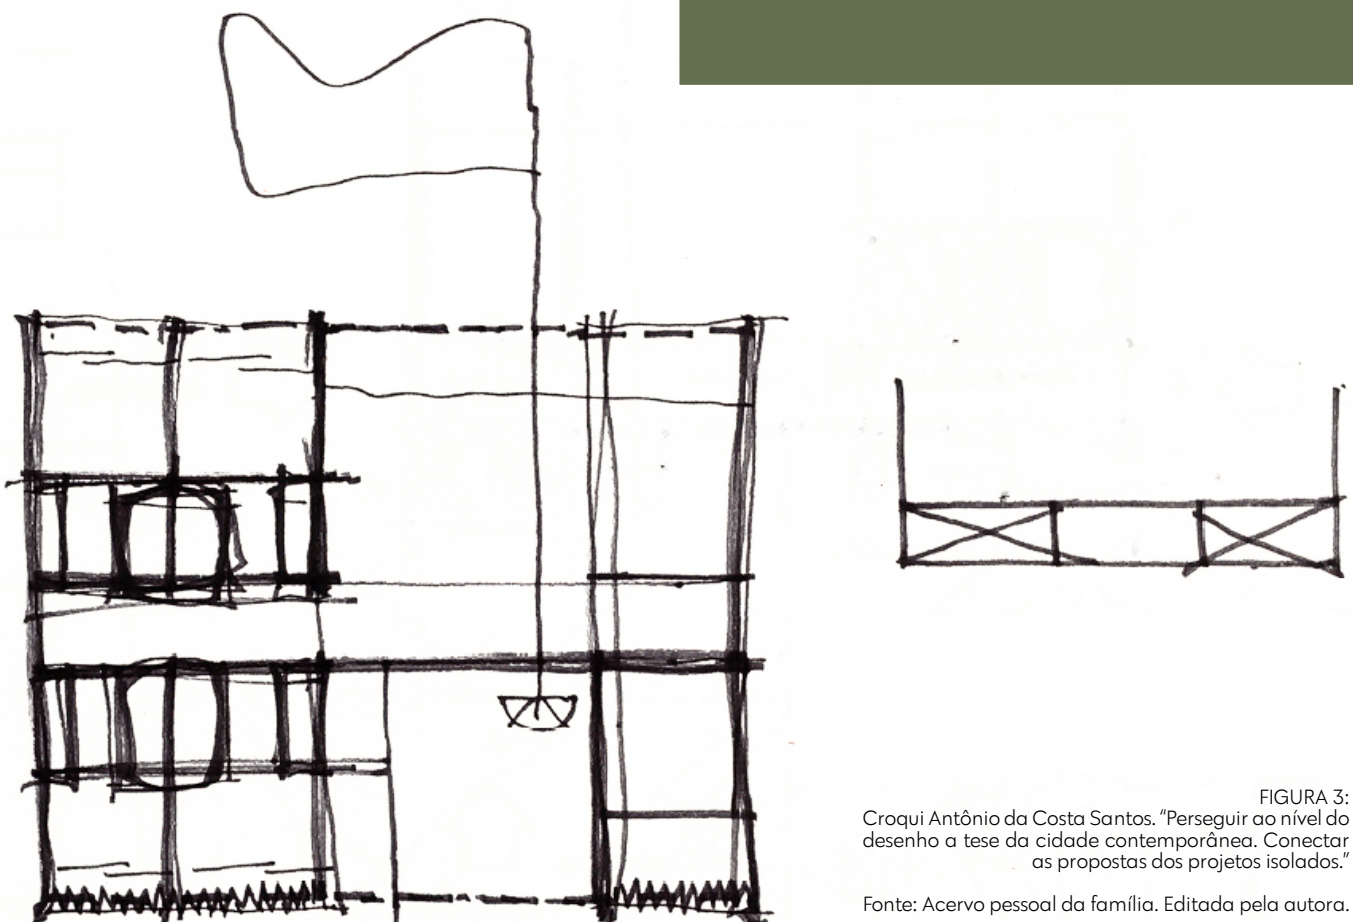 FIGURA 3:
Croqui Antônio da Costa Santos. "Perseguir ao nível do
desenho a tese da cidade contemporânea. Conectar
as propostas dos projetos isolados."
Fonte: Acervo pessoal da família. Editada pela autora.